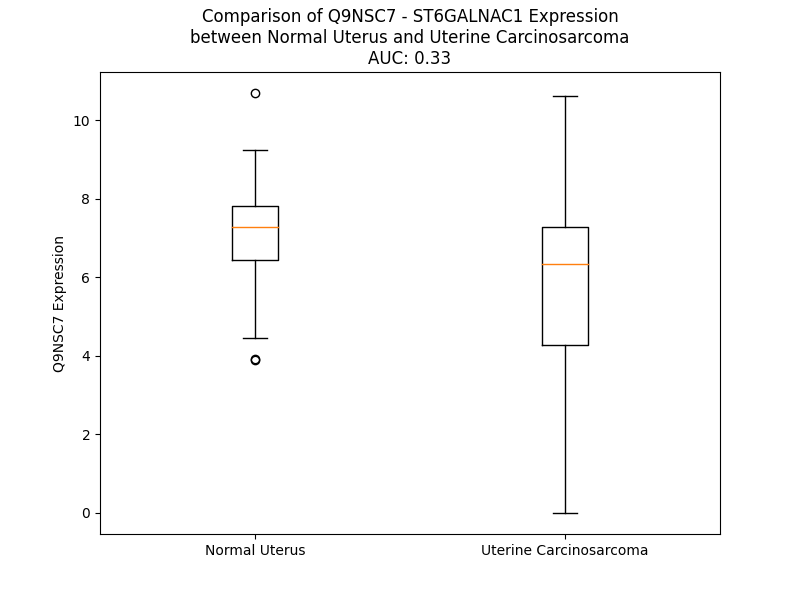 Comparison of Q9NSC7 - ST6GALNAC1 Expression
between Normal Uterus and Uterine Carcinosarcoma
AUC: 0.33
10
8
6
4
2
0
Q9NSC7 Expression
Normal Uterus
Uterine Carcinosarcoma